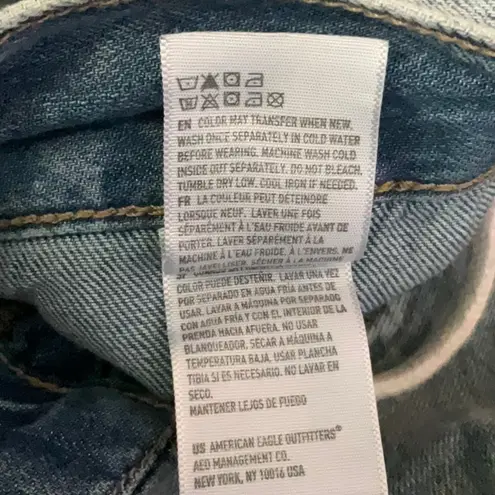 EN COLOR MAY TRANSFER WHEN NEW.
WASH ONCE SEPARATELY IN COLD WATER
BEFORE WEARING. MACHINE WASH COLD
INSIDE OUT SEPARATELY. DO NOT BLEACH.
TUMBLE DRY LOW. COOL IRON IF NEEDED.
FR LA COULEUR PEUT DÉTEINDRE
LORSQUE NEUF. LAVER UNE FOIS
SÉPARÉMENT À L'EAU FROIDE AVANT DE
PORTER. LAVER SÉPARÉMENT À LA
MACHINE À L'EAU FROIDE, À L'ENVERS. NE
PAS SÉCHER À LA MACHINE
COLOR PUEDE DESTEÑIR. LAVAR UNA VEZ
POR SEPARADO EN AGUA FRÍA ANTES DE
USAR. LAVAR A MÁQUINA POR SEPARADO
CON AGUA FRÍA Y CON EL INTERIOR DE LA
PRENDA HACIA AFUERA. NO USAR
BLANQUEADOR. SECAR A MÁQUINA A
TEMPERATURA BAJA. USAR PLANCHA
TIBIA SI ES NECESARIO. NO LAVAR EN
SECO.
MANTENER LEJOS DE FUEGO
US AMERICAN EAGLE OUTFITTERS®
AEO MANAGEMENT CO.
NEW YORK, NY 10016 USA